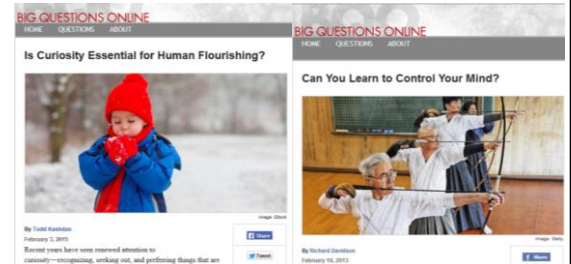 BIG QUESTIONS ONLINE
HOME QUESTIONS ABOUT
Is Curiosity Essential for Human Flourishing?
image: iStock
By Todd Kashdan
February 3, 2015
Share
Recent years have seen renewed attention to
curiosity—recognizing, seeking out, and preferring things that are
Tweet
BIG QUESTIONS ONLINE
HOME QUESTIONS ABOUT
Can You Learn to Control Your Mind?
image: Getty
By Richard Davidson
February 10, 2013
Share